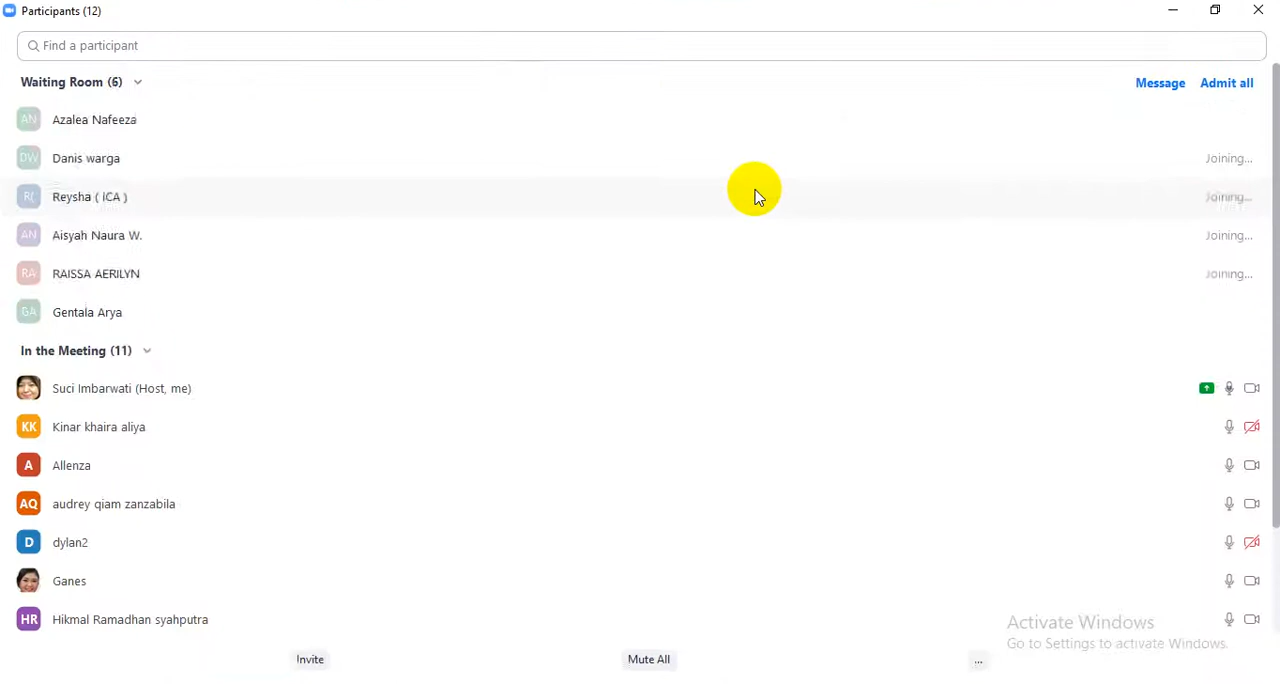 Participants (12)
Find a participant
Waiting Room (6)
Message Admit all
AN Azalea Nafeeza
DW Danis warga Joining...
R( Reysha ( ICA ) Joining...
AN Aisyah Naura W. Joining...
RA RAISSA AERILYN Joining...
GA Gentala Arya
In the Meeting (11)
Suci Imbarwati (Host, me)
KK Kinar khaira aliya
A Allenza
AQ audrey qiam zanzabila
D dylan2
Ganes
HR Hikmal Ramadhan syahputra
Activate Windows
Go to Settings to activate Windows.
Invite Mute All ...